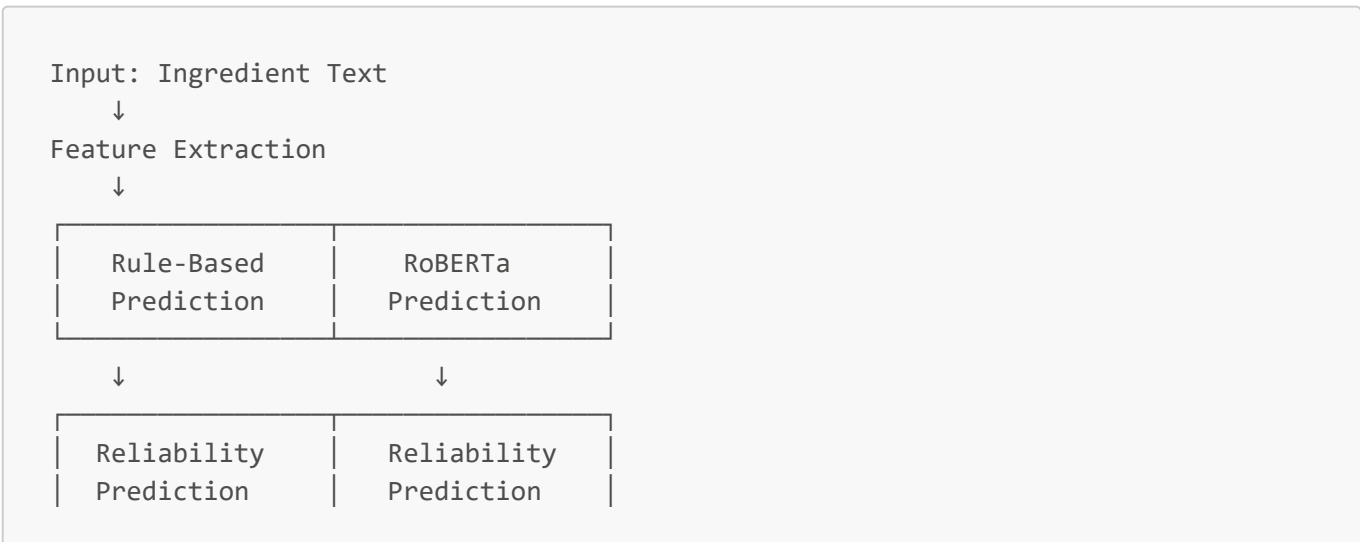 Input: Ingredient Text
↓
Feature Extraction
↓
Rule-Based RoBERTa
Prediction Prediction
↓ ↓
Reliability Reliability
Prediction Prediction